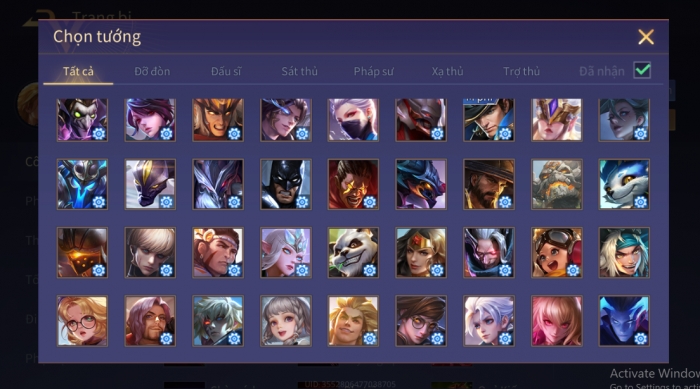 Trang bị
Chọn tướng
Tất cả
Đỡ đòn
Đấu sĩ
Sát thủ
Pháp sư
Xạ thủ
Trợ thủ
Đã nhận
Activate Window
Go to Settings to acti